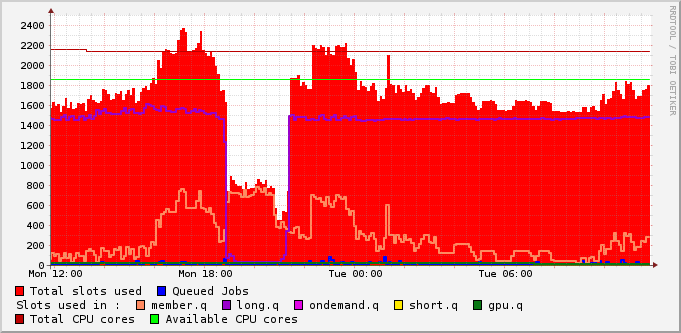 RRDTOOL / TOBI OETIKER
2400
2200
2000
1800
1600
1400
1200
1000
800
600
400
200
0
Mon 12:00 Mon 18:00 Tue 00:00 Tue 06:00
Total slots used Queued Jobs
Slots used in : member.q long.q ondemand.q short.q gpu.q
Total CPU cores Available CPU cores